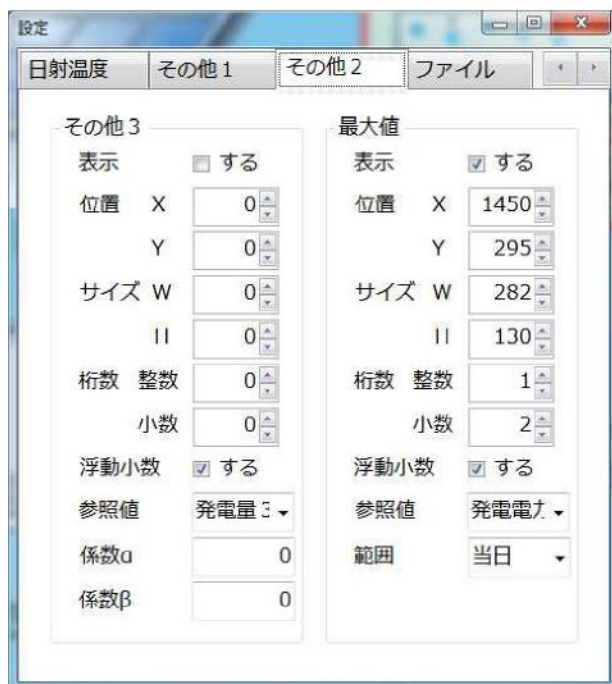 設定
日射温度 その他1 その他2 ファイル
その他3
表示 する
位置 X 0
Y 0
サイズ W 0
H 0
桁数 整数 0
小数 0
浮動小数 する
参照値 発電量3
係数α 0
係数β 0
最大値
表示 する
位置 X 1450
Y 295
サイズ W 282
H 130
桁数 整数 1
小数 2
浮動小数 する
参照値 発電電力
範囲 当日